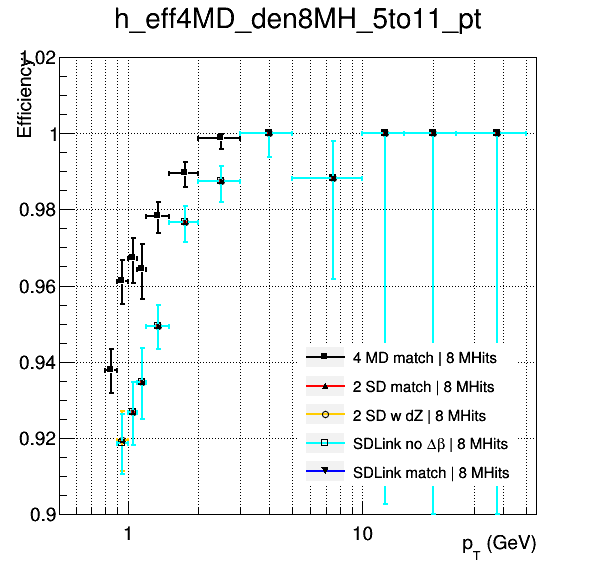 h_eff4MD_den8MH_5to11_pt
Efficiency
1.02
1
0.98
0.96
0.94
0.92
0.9
4 MD match | 8 MHits
2 SD match | 8 MHits
2 SD w dZ | 8 MHits
SDLink no Δβ | 8 MHits
SDLink match | 8 MHits
1
10
p_T (GeV)